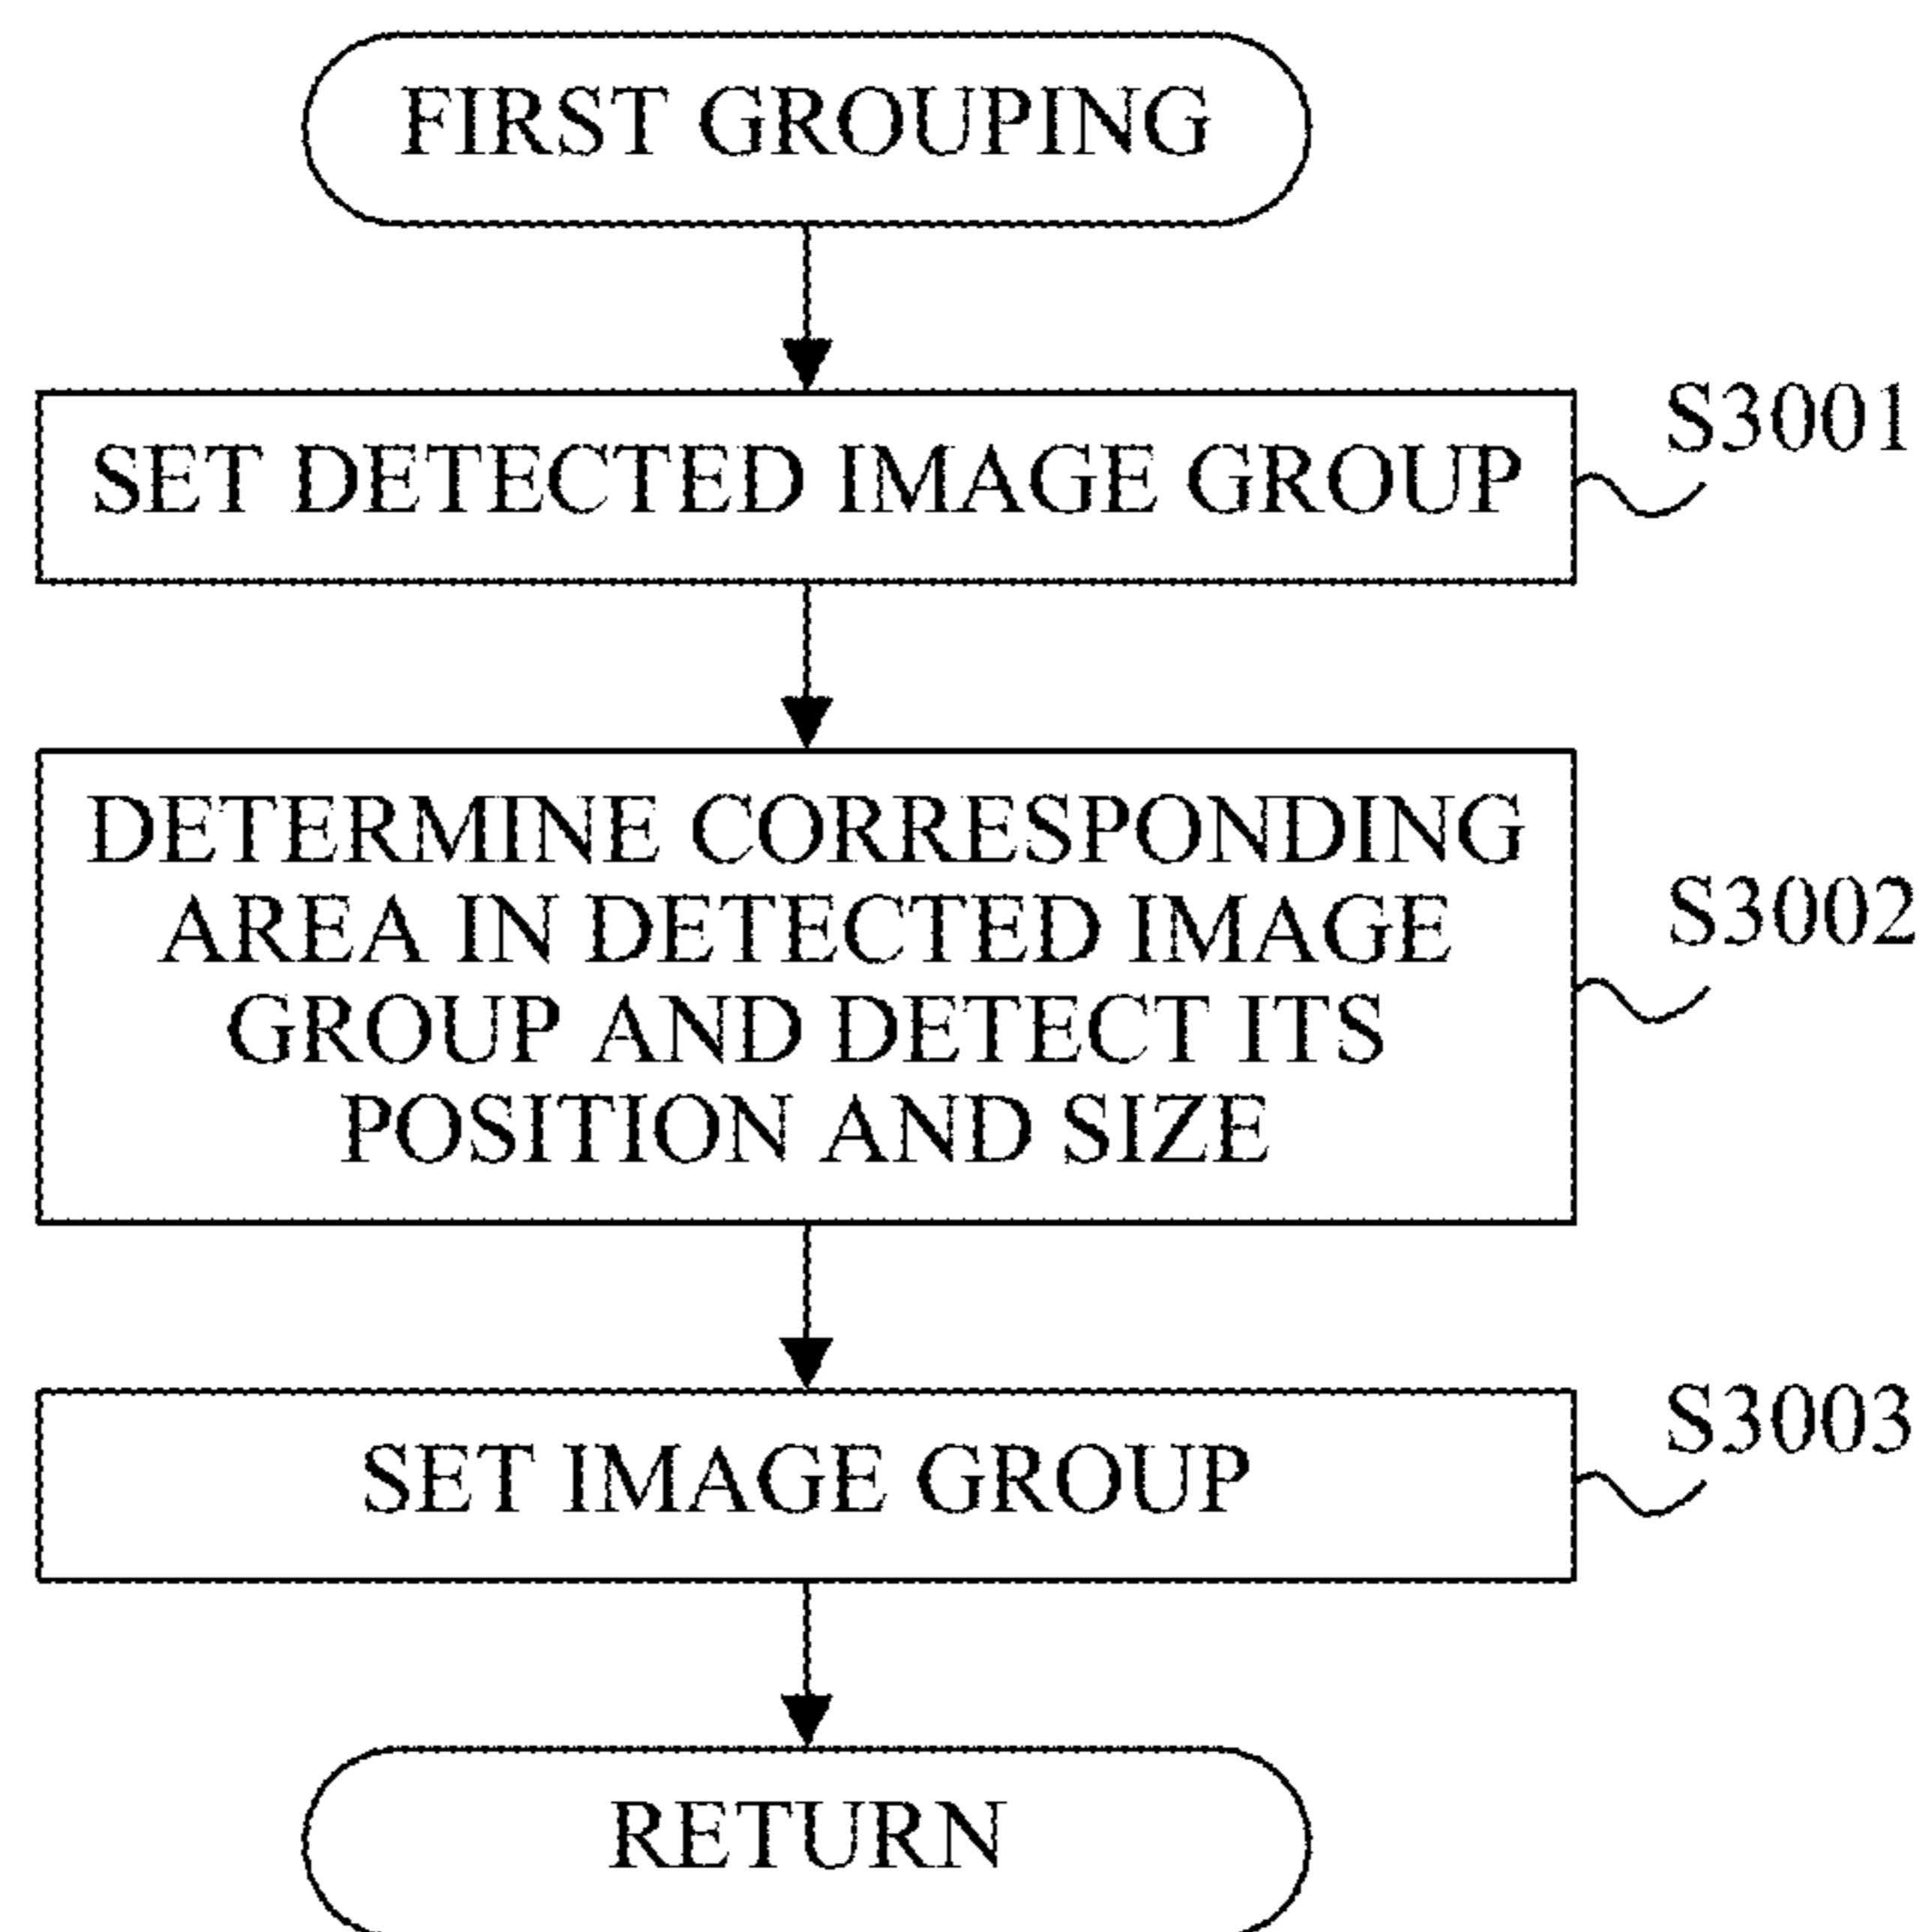 FIRST GROUPING
SET DETECTED IMAGE GROUP
S3001
DETERMINE CORRESPONDING
AREA IN DETECTED IMAGE
GROUP AND DETECT ITS
POSITION AND SIZE
S3002
SET IMAGE GROUP
S3003
RETURN